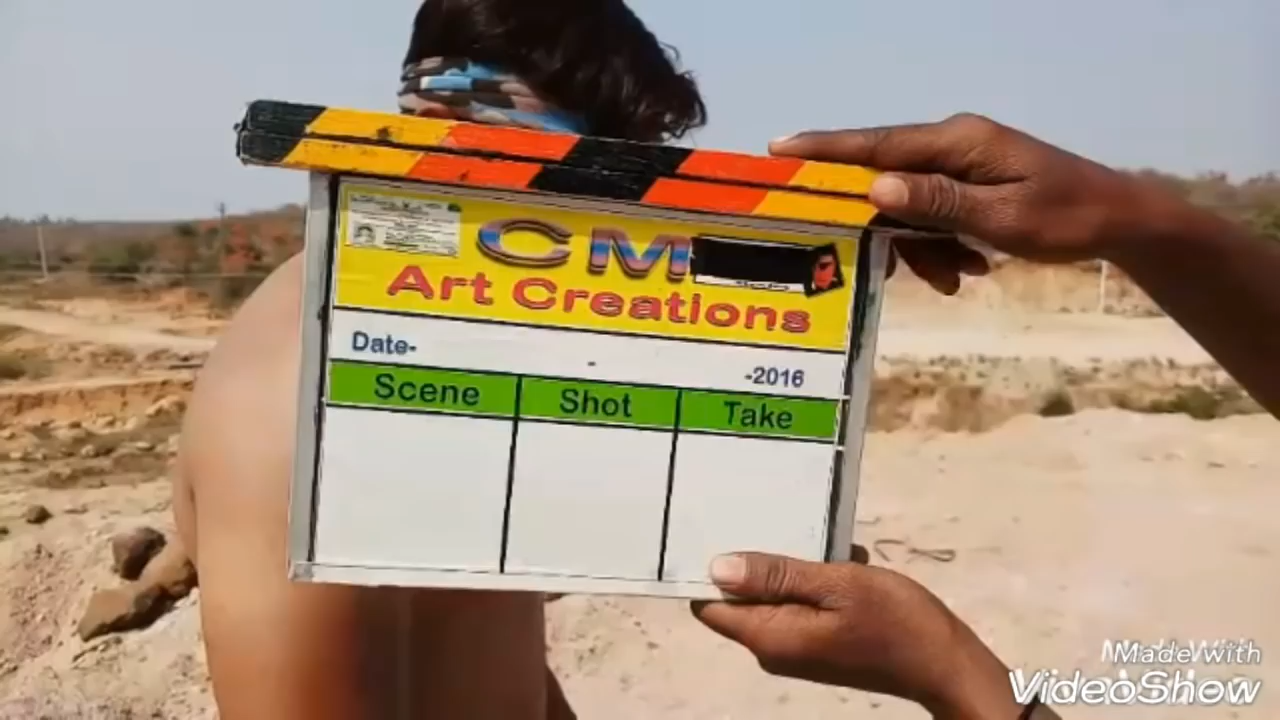 CM
Art Creations
Date- - -2016
Scene Shot Take
Made with
VideoShow